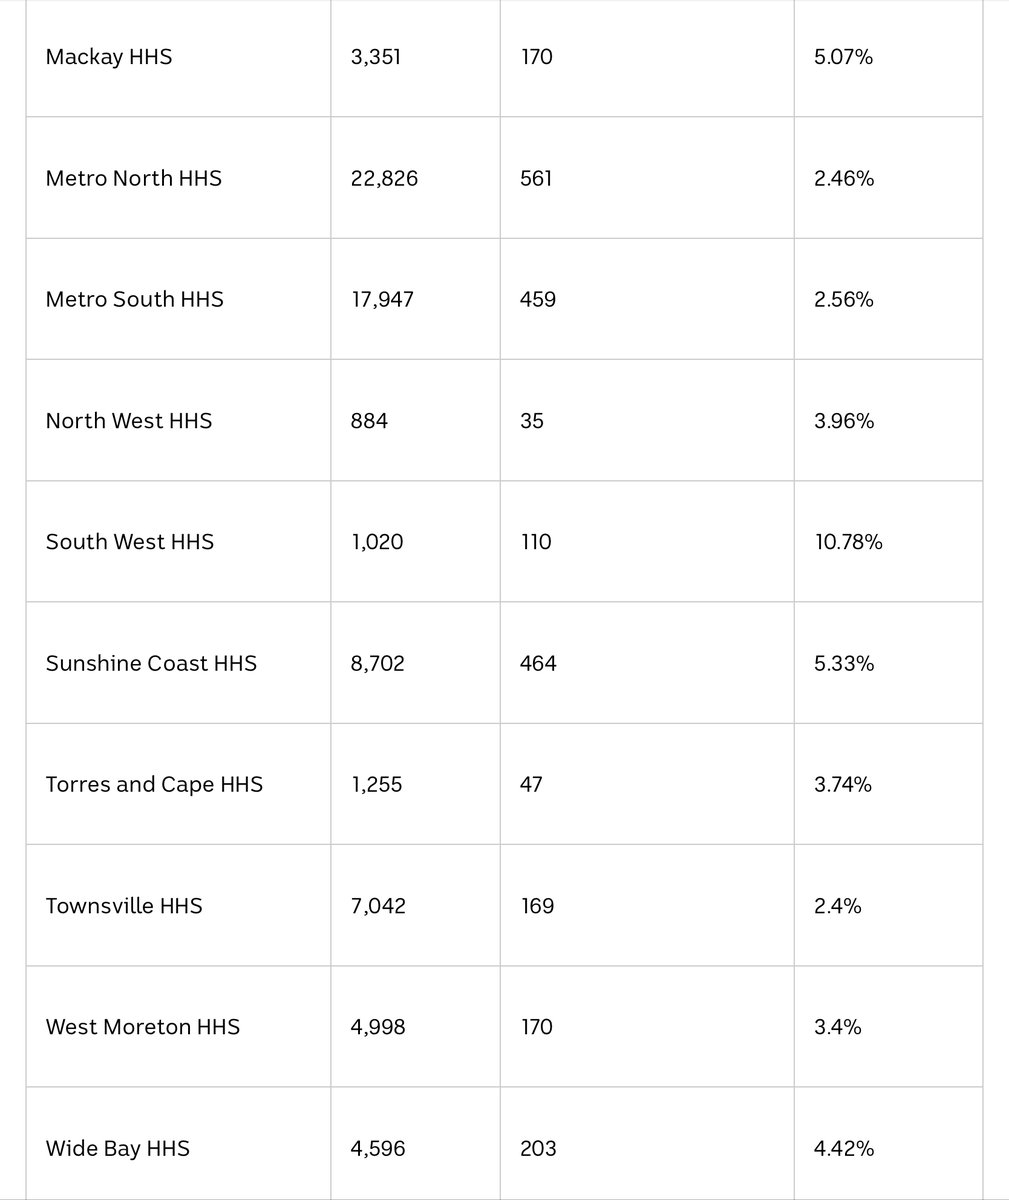 Mackay HHS 3,351 170 5.07%
Metro North HHS 22,826 561 2.46%
Metro South HHS 17,947 459 2.56%
North West HHS 884 35 3.96%
South West HHS 1,020 110 10.78%
Sunshine Coast HHS 8,702 464 5.33%
Torres and Cape HHS 1,255 47 3.74%
Townsville HHS 7,042 169 2.4%
West Moreton HHS 4,998 170 3.4%
Wide Bay HHS 4,596 203 4.42%